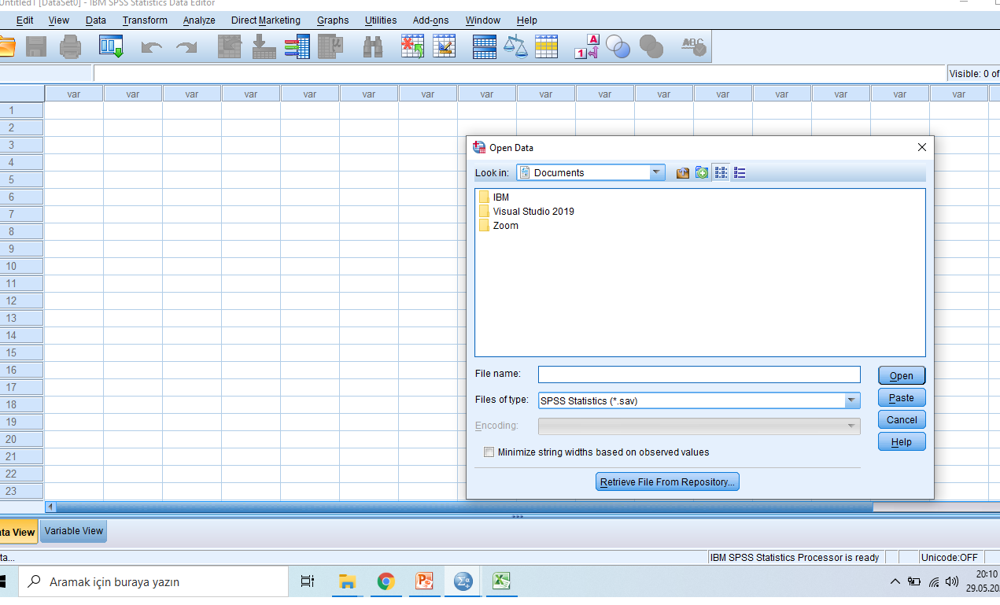 Untitled1 [DataSet0] - IBM SPSS Statistics Data Editor
Edit View Data Transform Analyze Direct Marketing Graphs Utilities Add-ons Window Help
A
1
ABC
Visible: 0 of
var var var var var var var var var var var var var var var var
1
2
3
4
5
6
7
8
9
10
11
12
13
14
15
16
17
18
19
20
21
22
23
Open Data
Look in: Documents
IBM
Visual Studio 2019
Zoom
File name:
Open
Files of type: SPSS Statistics (*.sav)
Paste
Encoding:
Cancel
Help
Minimize string widths based on observed values
Retrieve File From Repository...
ta View Variable View
ta...
IBM SPSS Statistics Processor is ready
Unicode:OFF
Aramak için buraya yazın
20:10
29.05.20